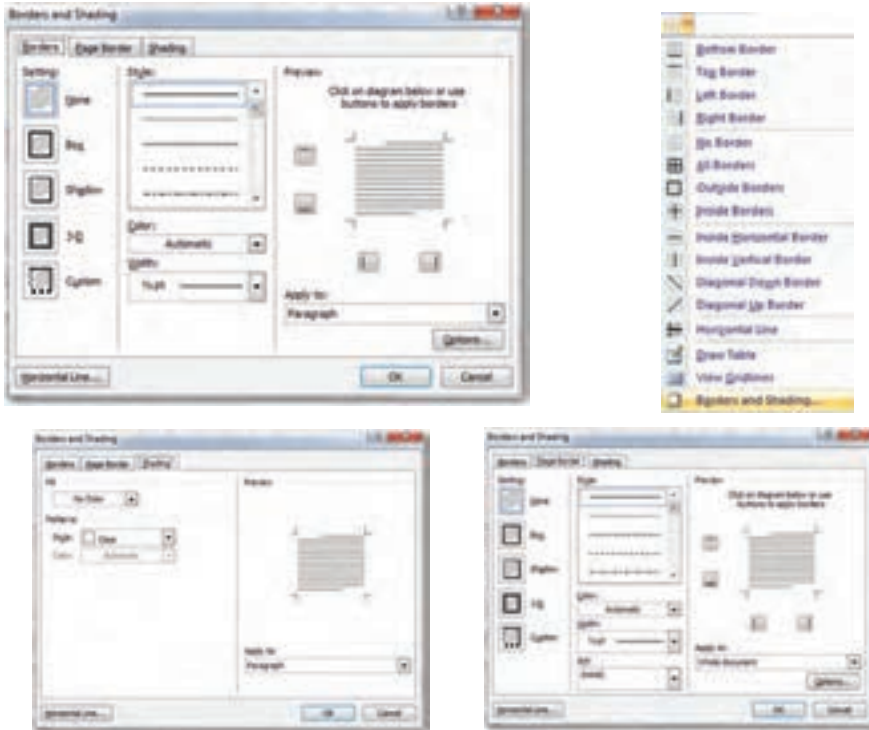 Borders and Shading
Borders Page Border Shading
Setting:
None
Box
Shadow
3-D
Custom
Style:
Color:
Automatic
Width:
½ pt
Preview
Click on diagram below or use
buttons to apply borders
Apply to:
Paragraph
Options...
Horizontal Line...
OK
Cancel
Bottom Border
Top Border
Left Border
Right Border
No Border
All Borders
Outside Borders
Inside Borders
Inside Horizontal Border
Inside Vertical Border
Diagonal Down Border
Diagonal Up Border
Horizontal Line
Draw Table
View Gridlines
Borders and Shading...
Borders and Shading
Borders Page Border Shading
Fill
No Color
Patterns
Style: Clear
Color: Automatic
Preview
Apply to:
Paragraph
Horizontal Line...
OK
Cancel
Borders and Shading
Borders Page Border Shading
Setting:
None
Box
Shadow
3-D
Custom
Style:
Color:
Automatic
Width:
½ pt
Art:
(none)
Preview
Click on diagram below or use
buttons to apply borders
Apply to:
Whole document
Options...
Horizontal Line...
OK
Cancel